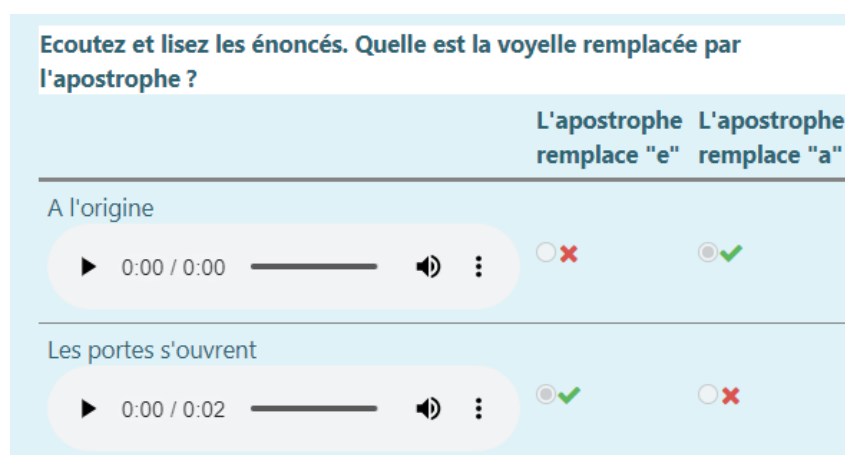 Ecoutez et lisez les énoncés. Quelle est la voyelle remplacée par
l'apostrophe ?
L'apostrophe L'apostrophe
remplace "e" remplace "a"
A l'origine
0:00 / 0:00
Les portes s'ouvrent
0:00 / 0:02